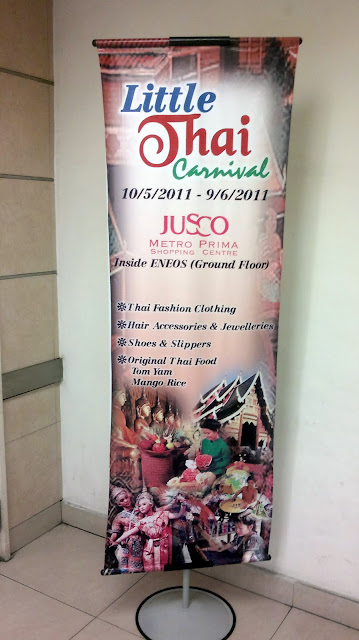 Little
Thai
Carnival
10/5/2011 - 9/6/2011
JUSCO
METRO PRIMA
SHOPPING CENTRE
Inside ENEOS (Ground Floor)
Thai Fashion Clothing
Hair Accessories & Jewelleries
Shoes & Slippers
Original Thai Food
Tom Yam
Mango Rice